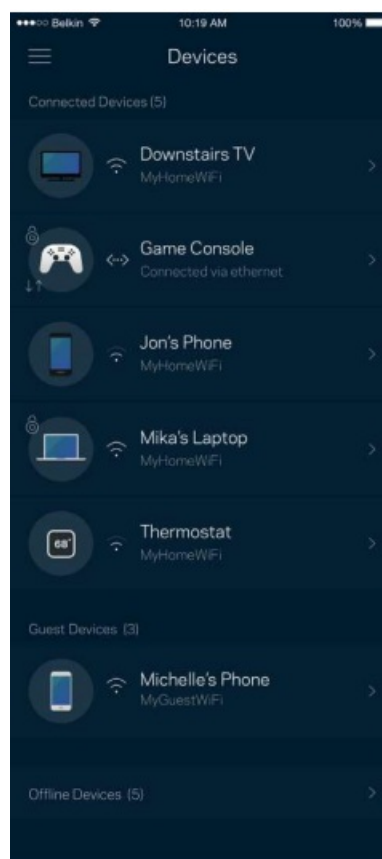 Belkin 10:19 AM 100%
Devices
Connected Devices (5)
Downstairs TV
MyHomeWiFi
Game Console
Connected via ethernet
Jon's Phone
MyHomeWiFi
Mika's Laptop
MyHomeWiFi
68°
Thermostat
MyHomeWiFi
Guest Devices (3)
Michelle's Phone
MyGuestWiFi
Offline Devices (5)